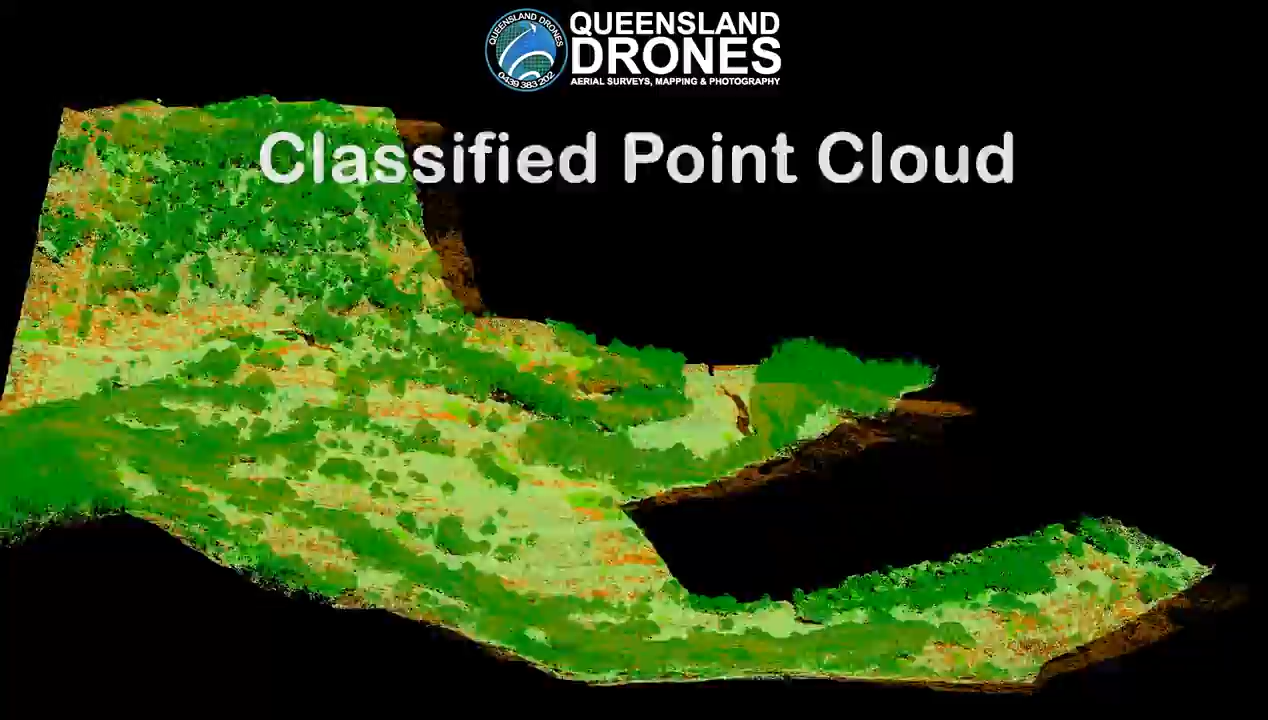 QUEENSLAND DRONES
0439 383 202
QUEENSLAND
DRONES
AERIAL SURVEYS, MAPPING & PHOTOGRAPHY
Classified Point Cloud